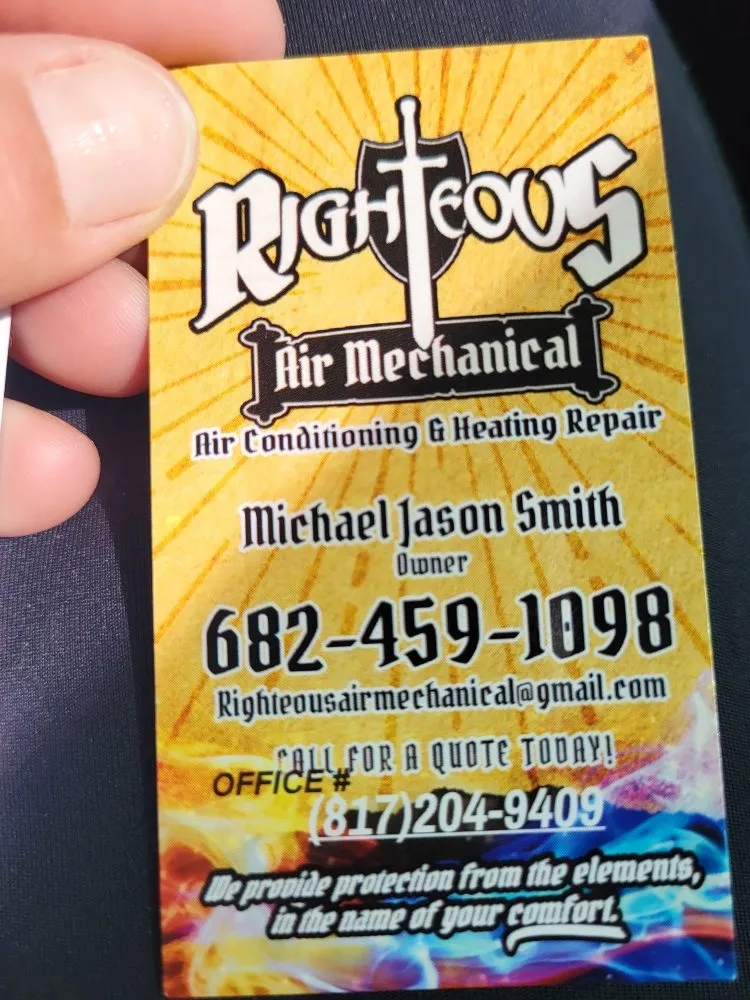 RIGHTEOUS
Air Mechanical
Air Conditioning & Heating Repair
Michael Jason Smith
Owner
682-459-1098
Righteousairmechanical@gmail.com
CALL FOR A QUOTE TODAY!
OFFICE #
(817)204-9409
We provide protection from the elements,
in the name of your comfort.